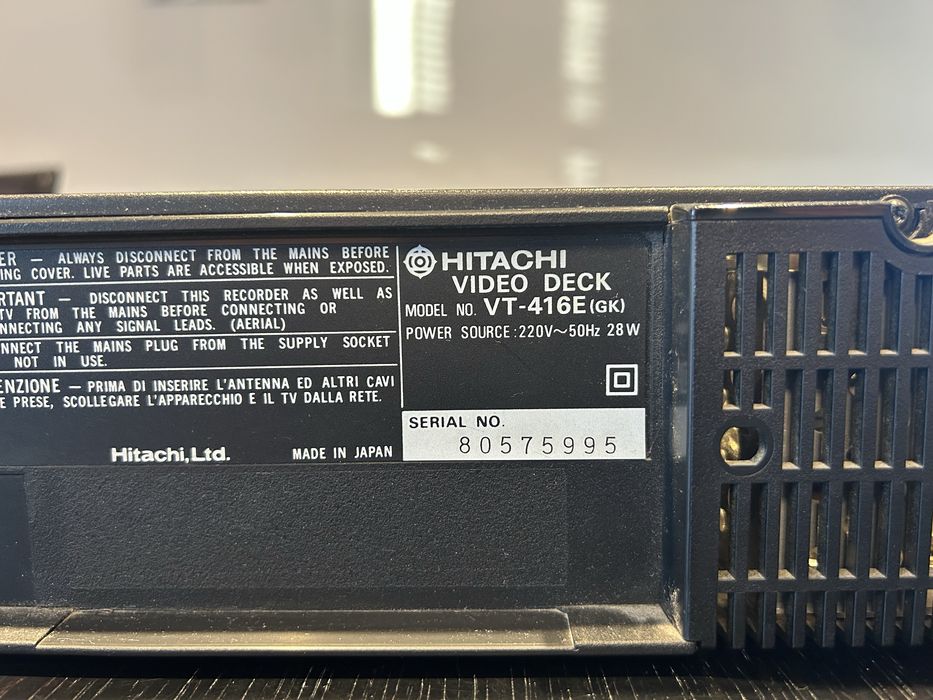 ER — ALWAYS DISCONNECT FROM THE MAINS BEFORE
ING COVER. LIVE PARTS ARE ACCESSIBLE WHEN EXPOSED.
RTANT — DISCONNECT THIS RECORDER AS WELL AS
TV FROM THE MAINS BEFORE CONNECTING OR
NNECTING ANY SIGNAL LEADS. (AERIAL)
NNECT THE MAINS PLUG FROM THE SUPPLY SOCKET
NOT IN USE.
ENZIONE — PRIMA DI INSERIRE L'ANTENNA ED ALTRI CAVI
E PRESE, SCOLLEGARE L'APPARECCHIO E IL TV DALLA RETE.
Hitachi, Ltd. MADE IN JAPAN
HITACHI
VIDEO DECK
MODEL NO. VT-416E(GK)
POWER SOURCE:220V~50Hz 28W
SERIAL NO.
80575995